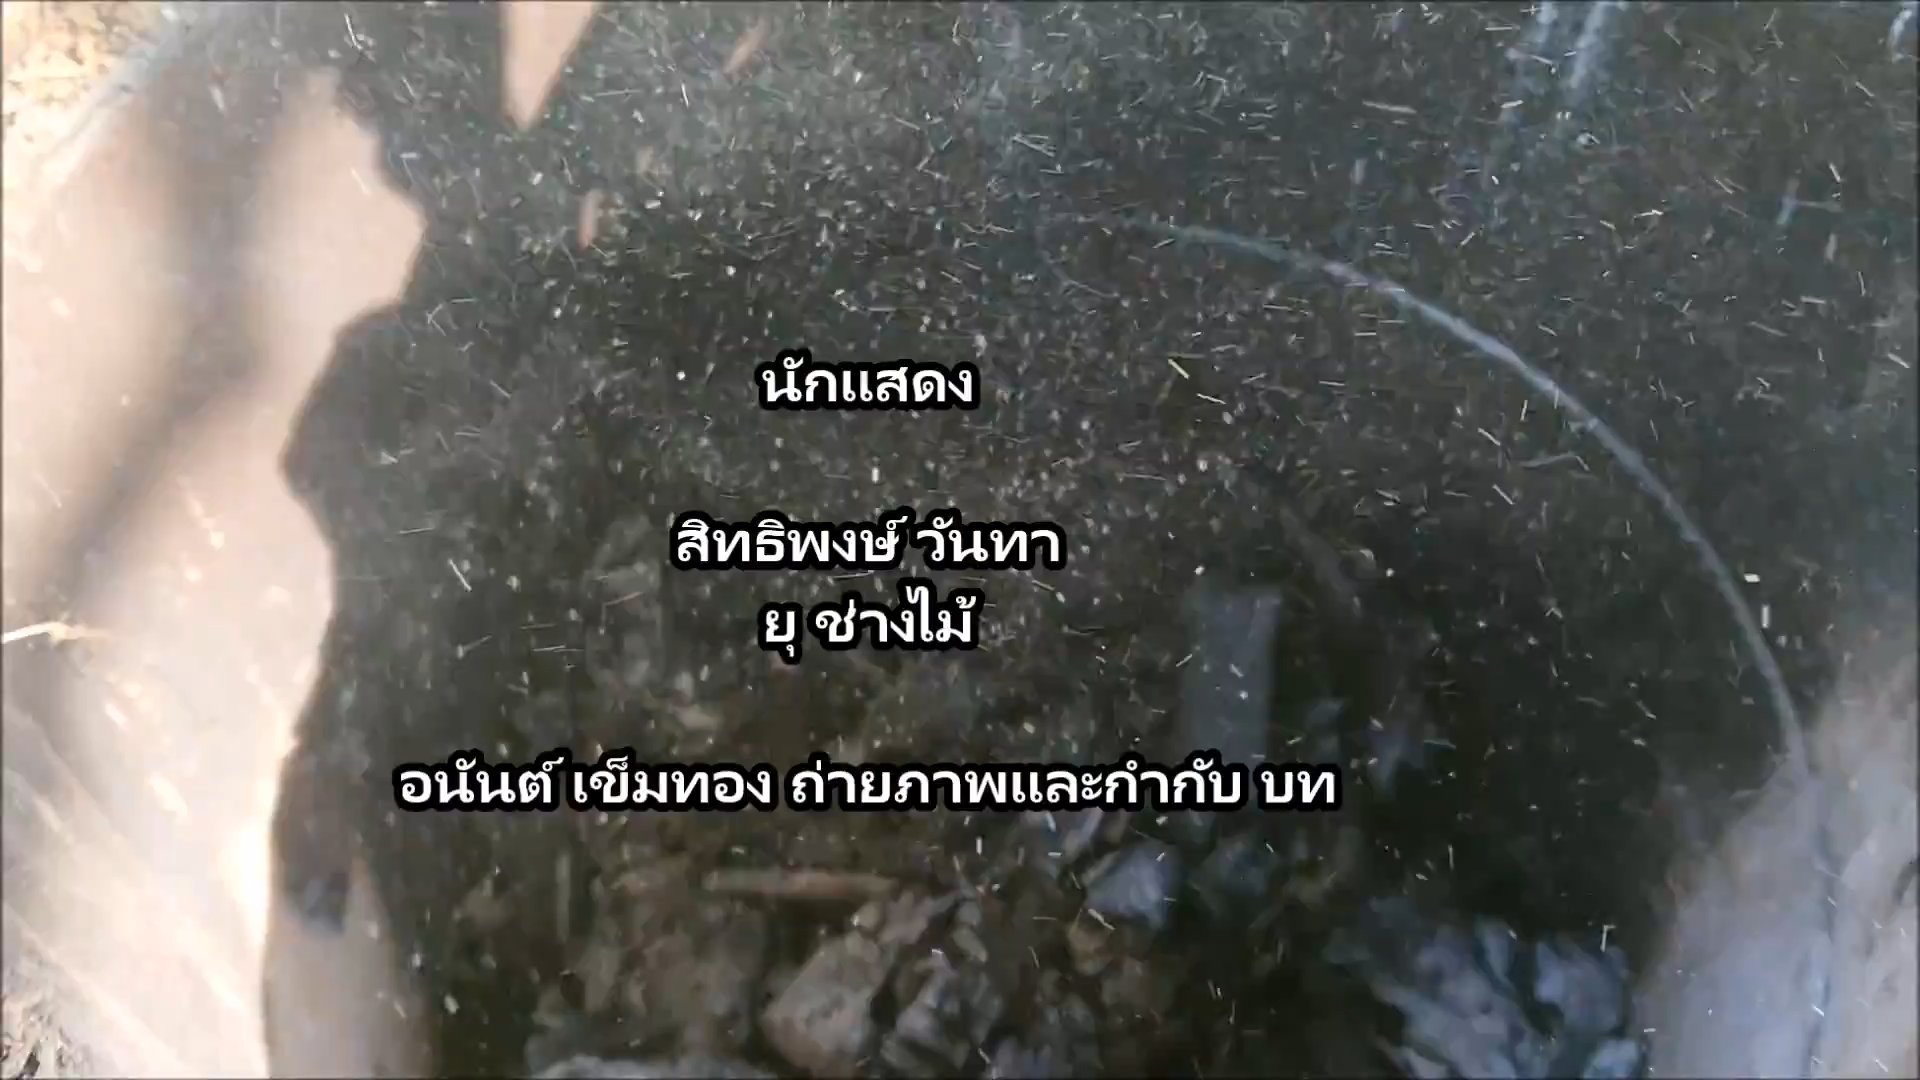 นักแสดง
สิทธิพงษ์ วันทา
ยุ ช่างไม้
อนันต์ เข็มทอง ถ่ายภาพและกำกับ บท